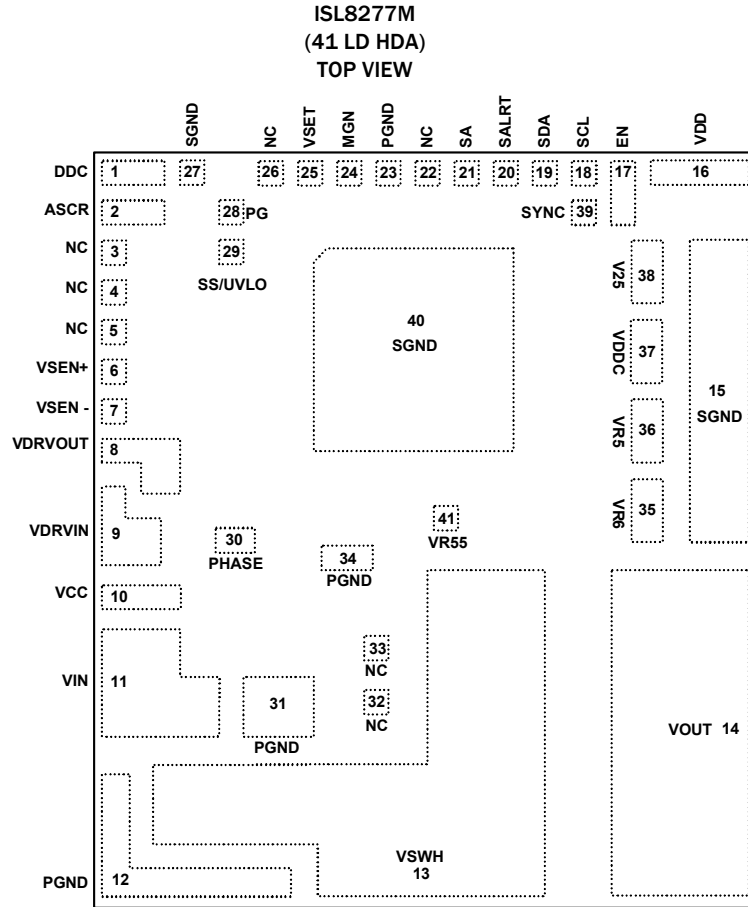 ISL8277M
(41 LD HDA)
TOP VIEW
SGND
NC
VSET
MGN
PGND
NC
SA
SALRT
SDA
SCL
EN
VDD
DDC
1
27
26
25
24
23
22
21
20
19
18
17
16
ASCR
2
28 PG
SYNC 39
NC
3
29
SS/UVLO
NC
4
NC
5
VSEN+
6
VSEN -
7
VDRVOUT
8
40
SGND
V25
38
VDDC
37
VR5
36
VR6
35
15
SGND
VDRVIN
9
30
PHASE
34
PGND
41
VR55
VCC
10
VIN
11
31
PGND
33
NC
32
NC
VOUT 14
VSWH
13
PGND
12